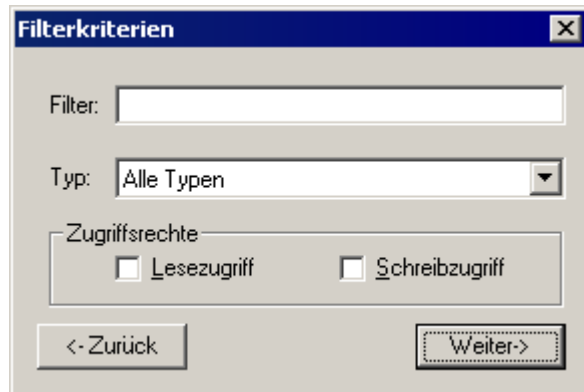 Filterkriterien
Filter:
Typ: Alle Typen
Zugriffsrechte
Lesezugriff Schreibzugriff
<- Zurück Weiter->